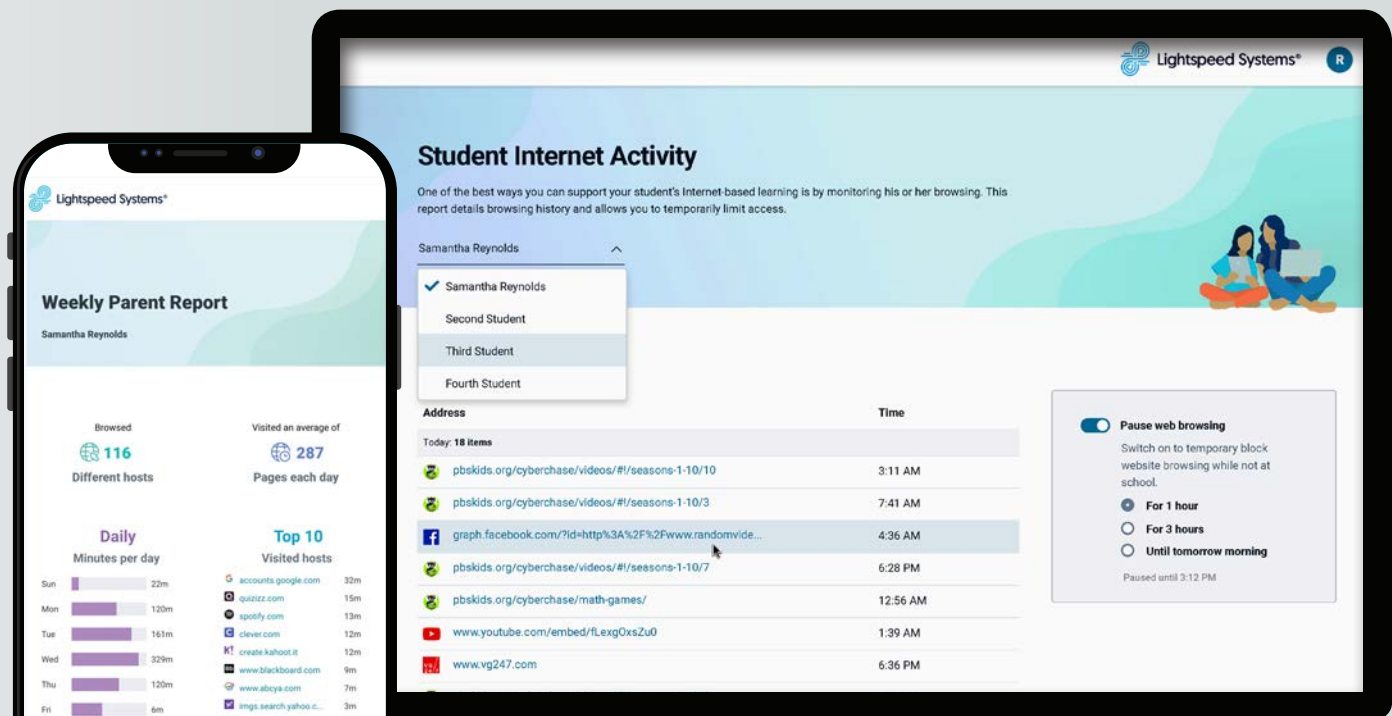 Lightspeed Systems®
Weekly Parent Report
Samantha Reynolds
Browsed
116
Different hosts
Visited an average of
287
Pages each day
Daily
Minutes per day
Sun 22m
Mon 120m
Tue 161m
Wed 329m
Thu 120m
Fri 6m
Top 10
Visited hosts
accounts.google.com 32m
quizizz.com 15m
spotify.com 13m
clever.com 12m
create.kahoot.it 12m
www.blackboard.com 9m
www.abcya.com 7m
imgs.search.yahoo.c... 3m
Lightspeed Systems®
R
Student Internet Activity
One of the best ways you can support your student's Internet-based learning is by monitoring his or her browsing. This
report details browsing history and allows you to temporarily limit access.
Samantha Reynolds
Samantha Reynolds
Second Student
Third Student
Fourth Student
Address Time
Today: 18 items
pbskids.org/cyberchase/videos/#!/seasons-1-10/10 3:11 AM
pbskids.org/cyberchase/videos/#!/seasons-1-10/3 7:41 AM
graph.facebook.com/?id=http%3A%2F%2Fwww.randomvide... 4:36 AM
pbskids.org/cyberchase/videos/#!/seasons-1-10/7 6:28 PM
pbskids.org/cyberchase/math-games/ 12:56 AM
www.youtube.com/embed/fLexgOxsZu0 1:39 AM
www.vg247.com 6:36 PM
Pause web browsing
Switch on to temporary block
website browsing while not at
school.
For 1 hour
For 3 hours
Until tomorrow morning
Paused until 3:12 PM